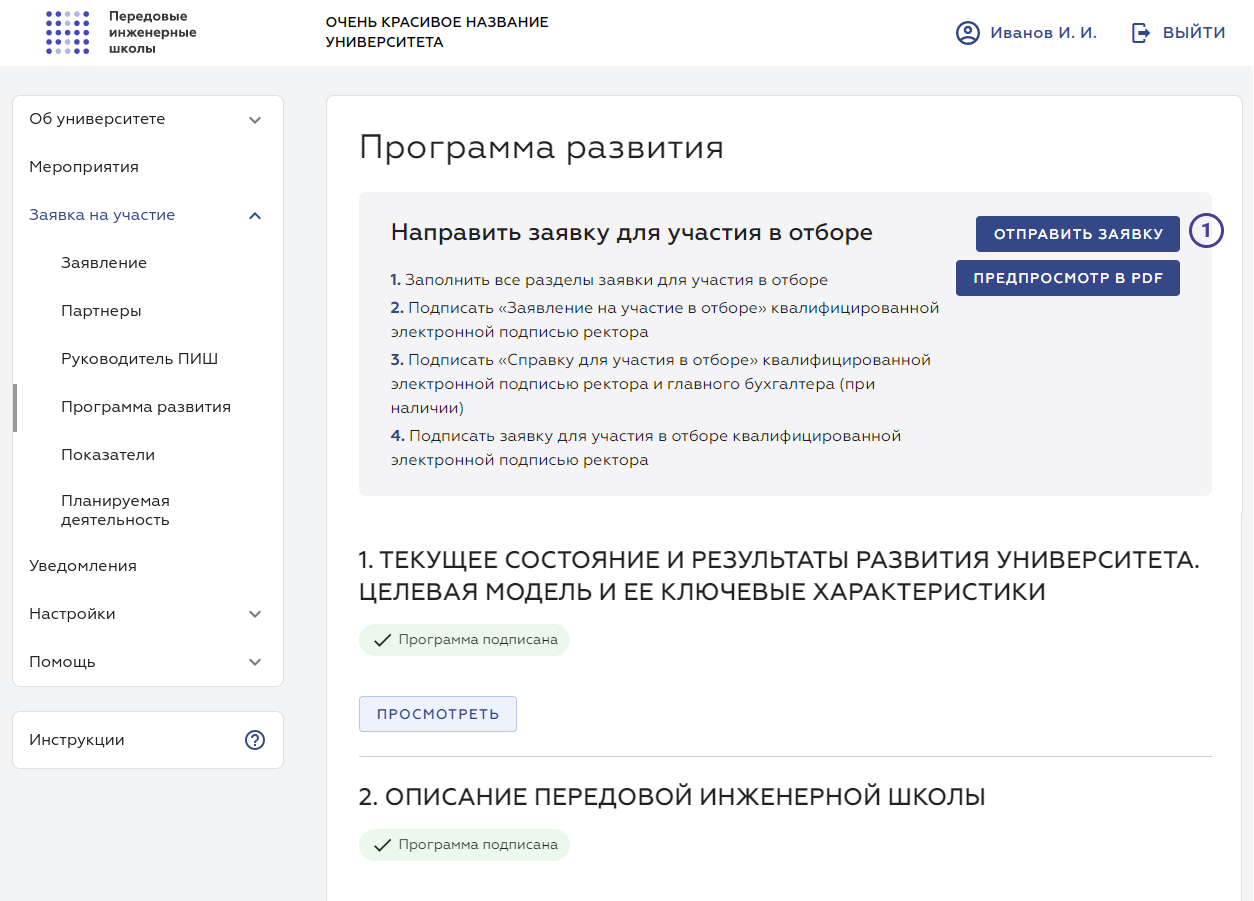 Передовые
инженерные
школы
ОЧЕНЬ КРАСИВОЕ НАЗВАНИЕ
УНИВЕРСИТЕТА
Иванов И. И.
ВЫЙТИ
Об университете
Мероприятия
Заявка на участие
Заявление
Партнеры
Руководитель ПИШ
Программа развития
Показатели
Планируемая
деятельность
Уведомления
Настройки
Помощь
Инструкции
Программа развития
Направить заявку для участия в отборе
ОТПРАВИТЬ ЗАЯВКУ
1
ПРЕДПРОСМОТР В PDF
1. Заполнить все разделы заявки для участия в отборе
2. Подписать «Заявление на участие в отборе» квалифицированной
электронной подписью ректора
3. Подписать «Справку для участия в отборе» квалифицированной
электронной подписью ректора и главного бухгалтера (при
наличии)
4. Подписать заявку для участия в отборе квалифицированной
электронной подписью ректора
1. ТЕКУЩЕЕ СОСТОЯНИЕ И РЕЗУЛЬТАТЫ РАЗВИТИЯ УНИВЕРСИТЕТА.
ЦЕЛЕВАЯ МОДЕЛЬ И ЕЕ КЛЮЧЕВЫЕ ХАРАКТЕРИСТИКИ
Программа подписана
ПРОСМОТРЕТЬ
2. ОПИСАНИЕ ПЕРЕДОВОЙ ИНЖЕНЕРНОЙ ШКОЛЫ
Программа подписана